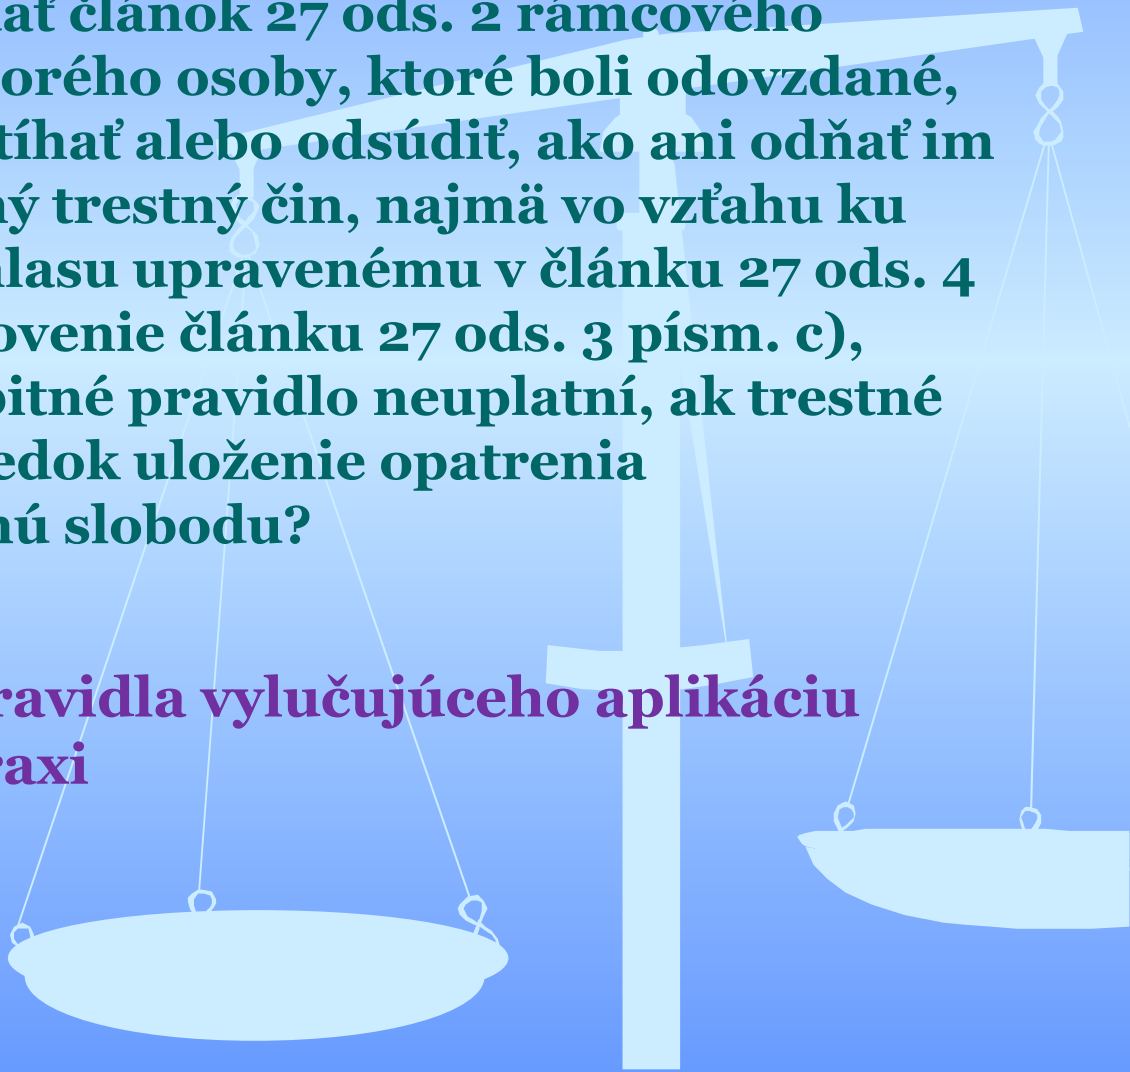 ať článok 27 ods. 2 rámcového
orého osoby, ktoré boli odovzdané,
tíhať alebo odsúdiť, ako ani odňať im
ný trestný čin, najmä vo vzťahu ku
lasu upravenému v článku 27 ods. 4
ovenie článku 27 ods. 3 písm. c),
itné pravidlo neuplatní, ak trestné
edok uloženie opatrenia
nú slobodu?
ravidla vylučujúceho aplikáciu
raxi